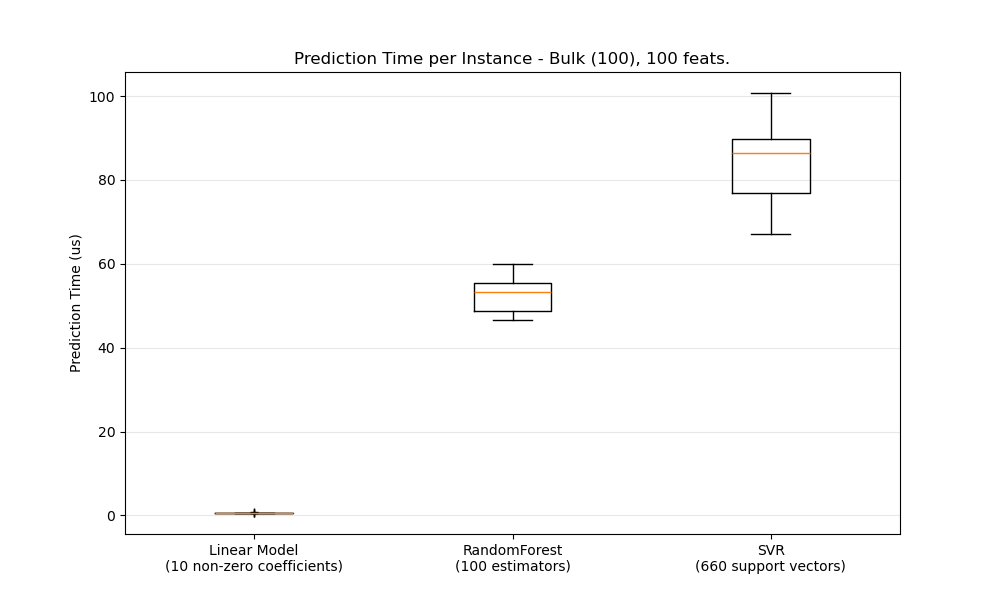 Prediction Time per Instance - Bulk (100), 100 feats.
100
80
60
40
20
0
Prediction Time (us)
Linear Model
(10 non-zero coefficients)
RandomForest
(100 estimators)
SVR
(660 support vectors)